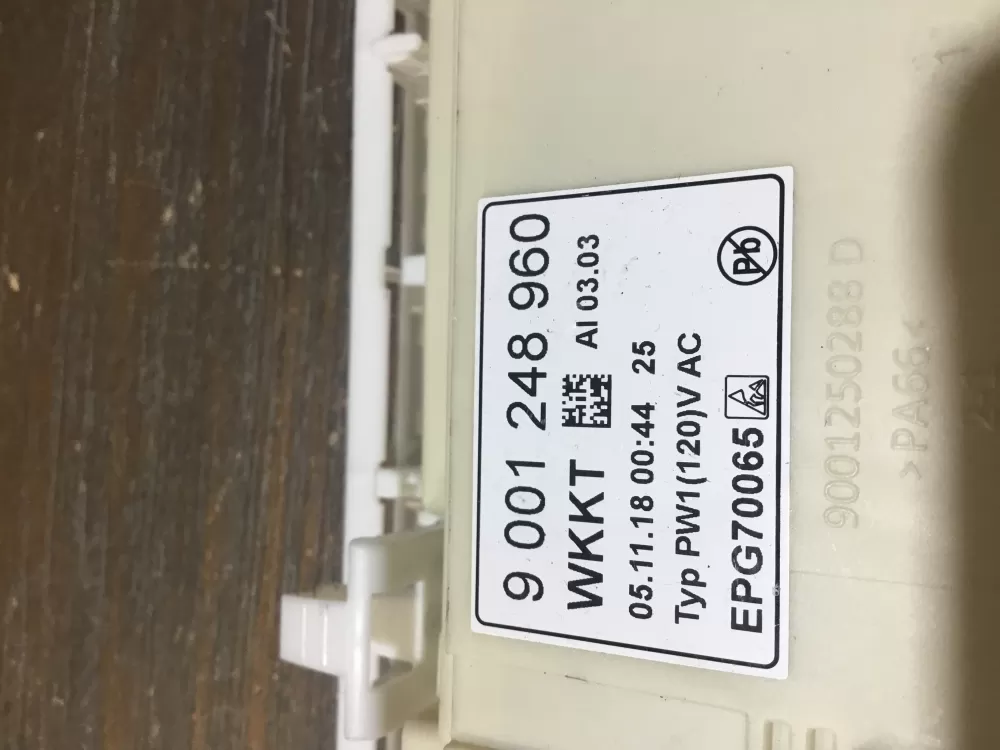 9 001 248 960
WKKT AI 03.03
05.11.18 00:44 25
Typ PW1(120)V AC
EPG70065
Pb
9001250288 D
>PA66<